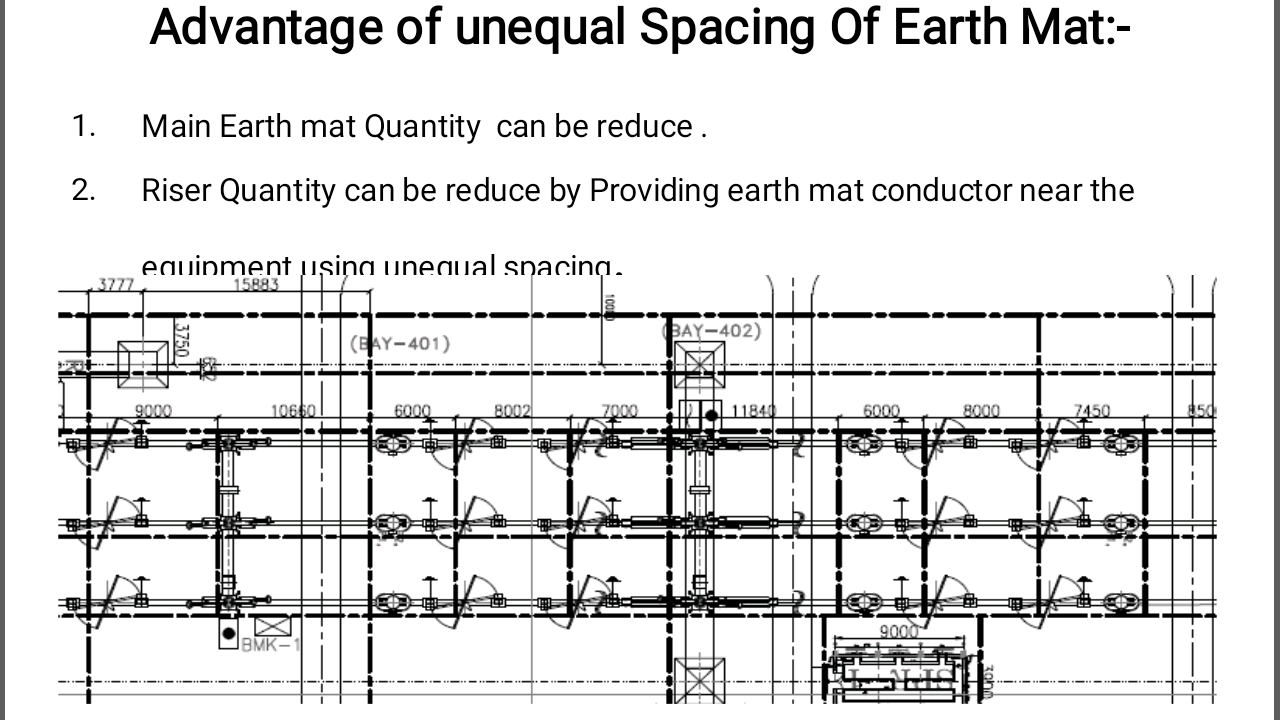 Advantage of unequal Spacing Of Earth Mat:-
1. Main Earth mat Quantity can be reduce .
2. Riser Quantity can be reduce by Providing earth mat conductor near the
equipment using unequal spacing.
3777 15883
1000
3750
(BAY-401) (BAY-402)
9000 10660 6000 8002 7000 11840 6000 8000 7450
BMK-1
9000